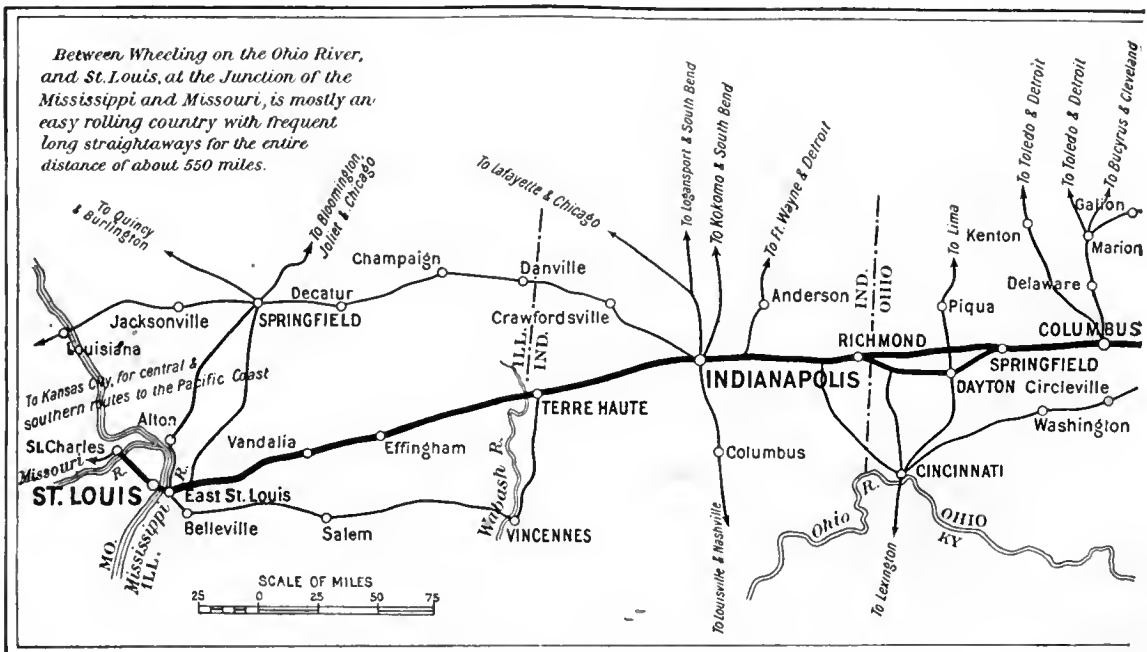 Between Wheeling on the Ohio River,
and St. Louis, at the Junction of the
Mississippi and Missouri, is mostly an
easy rolling country with frequent
long straightaways for the entire
distance of about 550 miles.
To Quincy
& Burlington
To Bloomington,
Joliet & Chicago
To Lafayette & Chicago
To Logansport & South Bend
To Kokomo & South Bend
To Ft. Wayne & Detroit
To Lima
To Toledo & Detroit
To Toledo & Detroit
To Bucyrus & Cleveland
Galion
Kenton
Marion
Champaign
Danville
Decatur
Anderson
IND.
OHIO
Delaware
Piqua
Jacksonville
SPRINGFIELD
Crawfordsville
RICHMOND
COLUMBUS
Louisiana
ILL.
IND.
INDIANAPOLIS
SPRINGFIELD
DAYTON
Circleville
To Kansas City, for central &
southern routes to the Pacific Coast
TERRE HAUTE
Alton
Vandalia
Effingham
Washington
St. Charles
Missouri
R.
R.
Wabash R.
Columbus
CINCINNATI
ST. LOUIS
East St. Louis
Belleville
Salem
VINCENNES
Ohio
R.
OHIO
KY
MO.
Mississippi
ILL.
To Louisville & Nashville
To Lexington
SCALE OF MILES
25 0 25 50 75